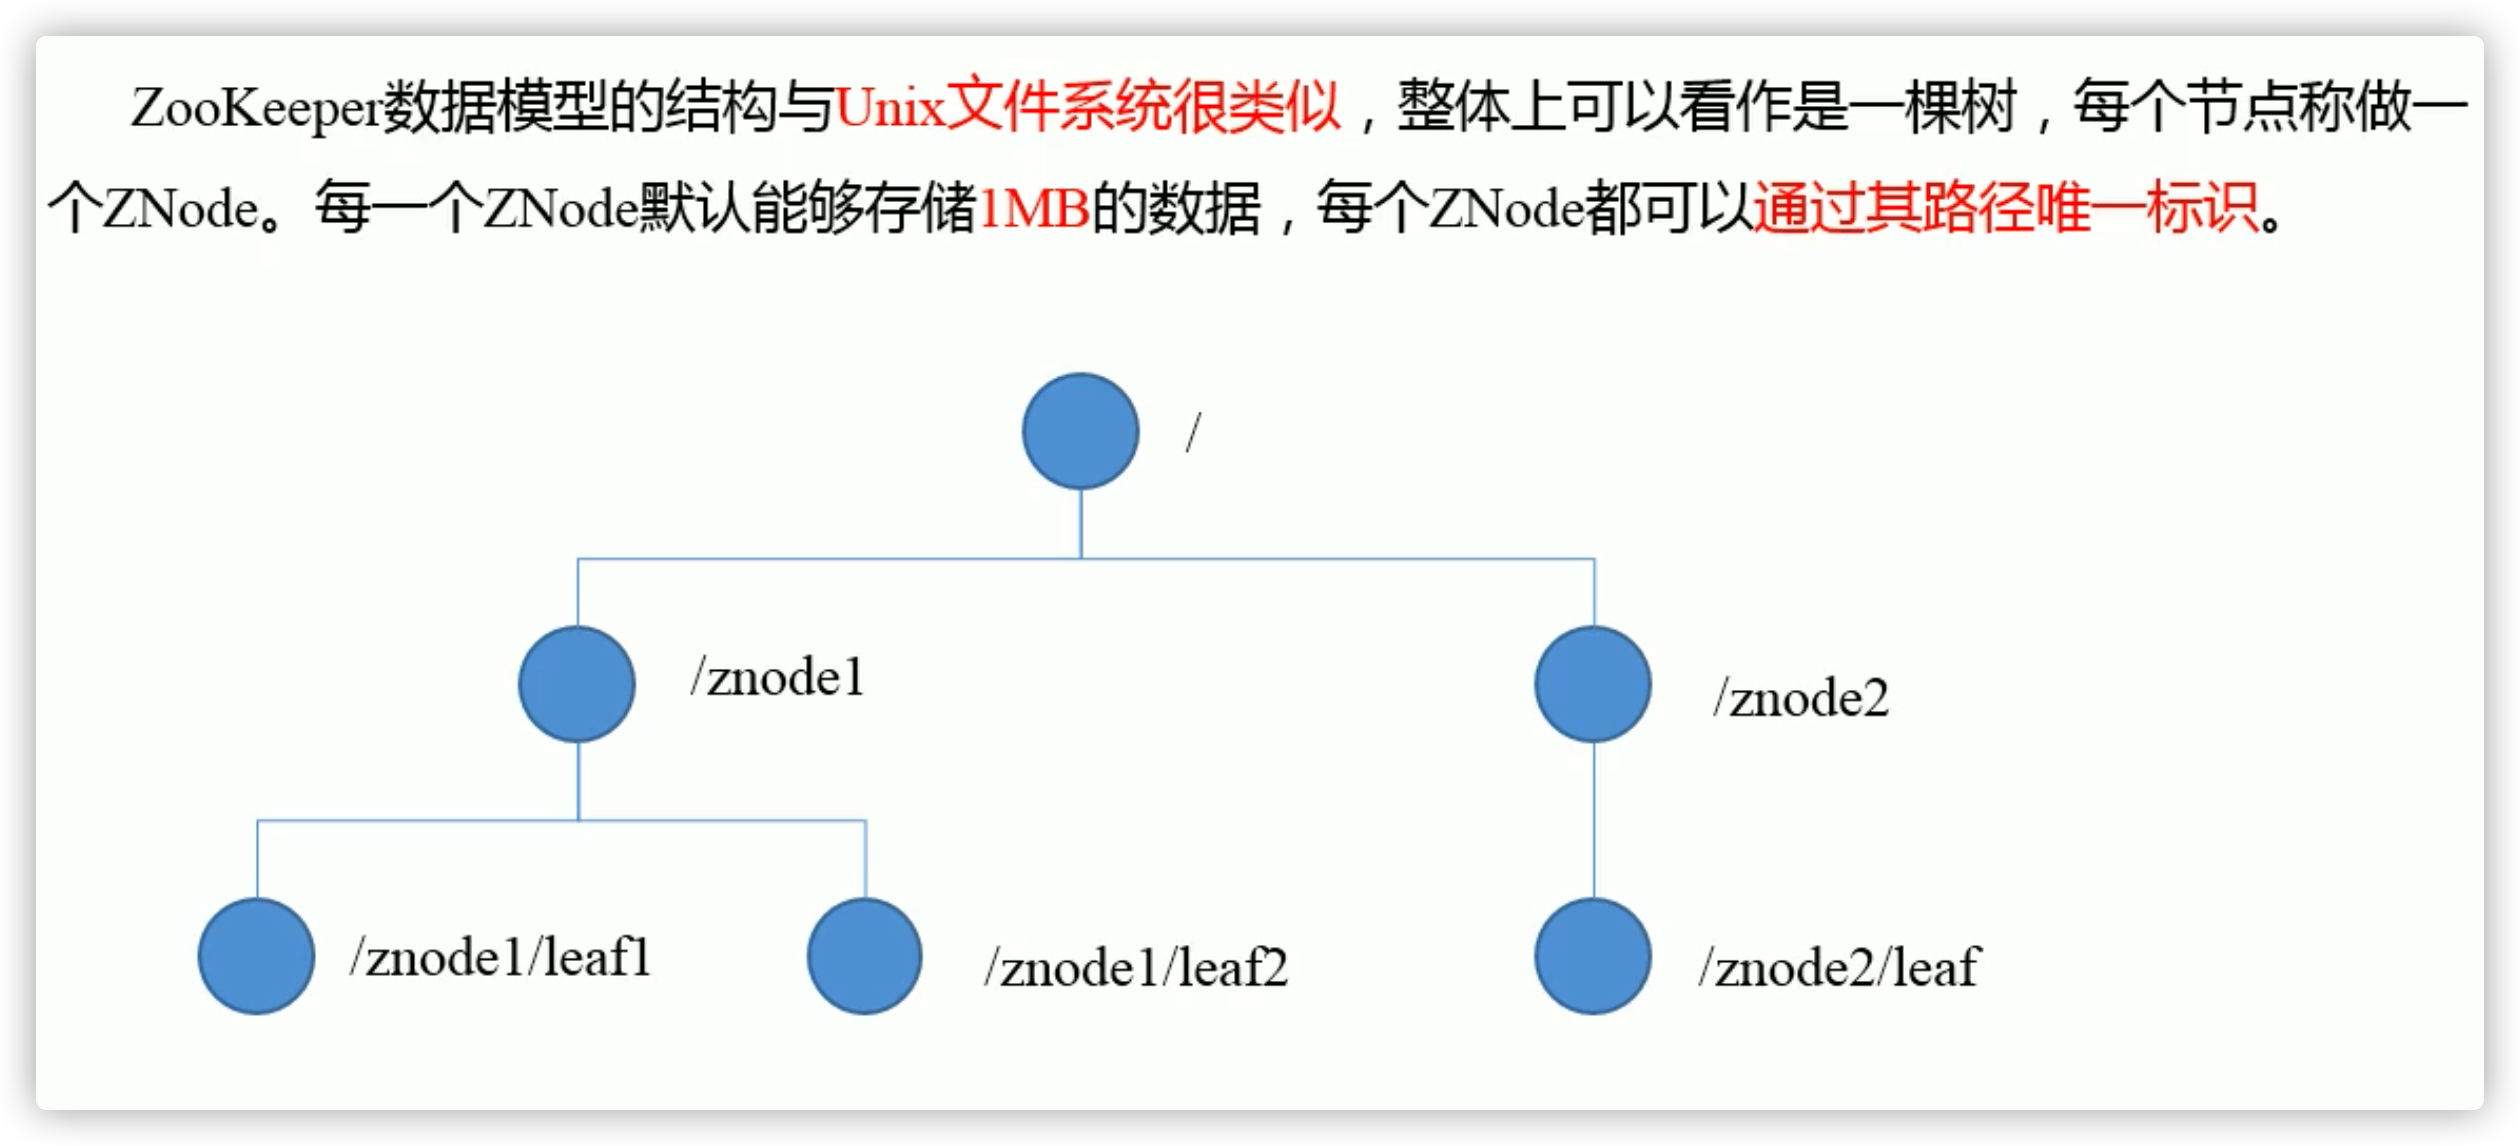 ZooKeeper数据模型的结构与Unix文件系统很类似，整体上可以看作是一棵树，每个节点称做一
个ZNode。每一个ZNode默认能够存储1MB的数据，每个ZNode都可以通过其路径唯一标识。
/
/znode1
/znode2
/znode1/leaf1
/znode1/leaf2
/znode2/leaf